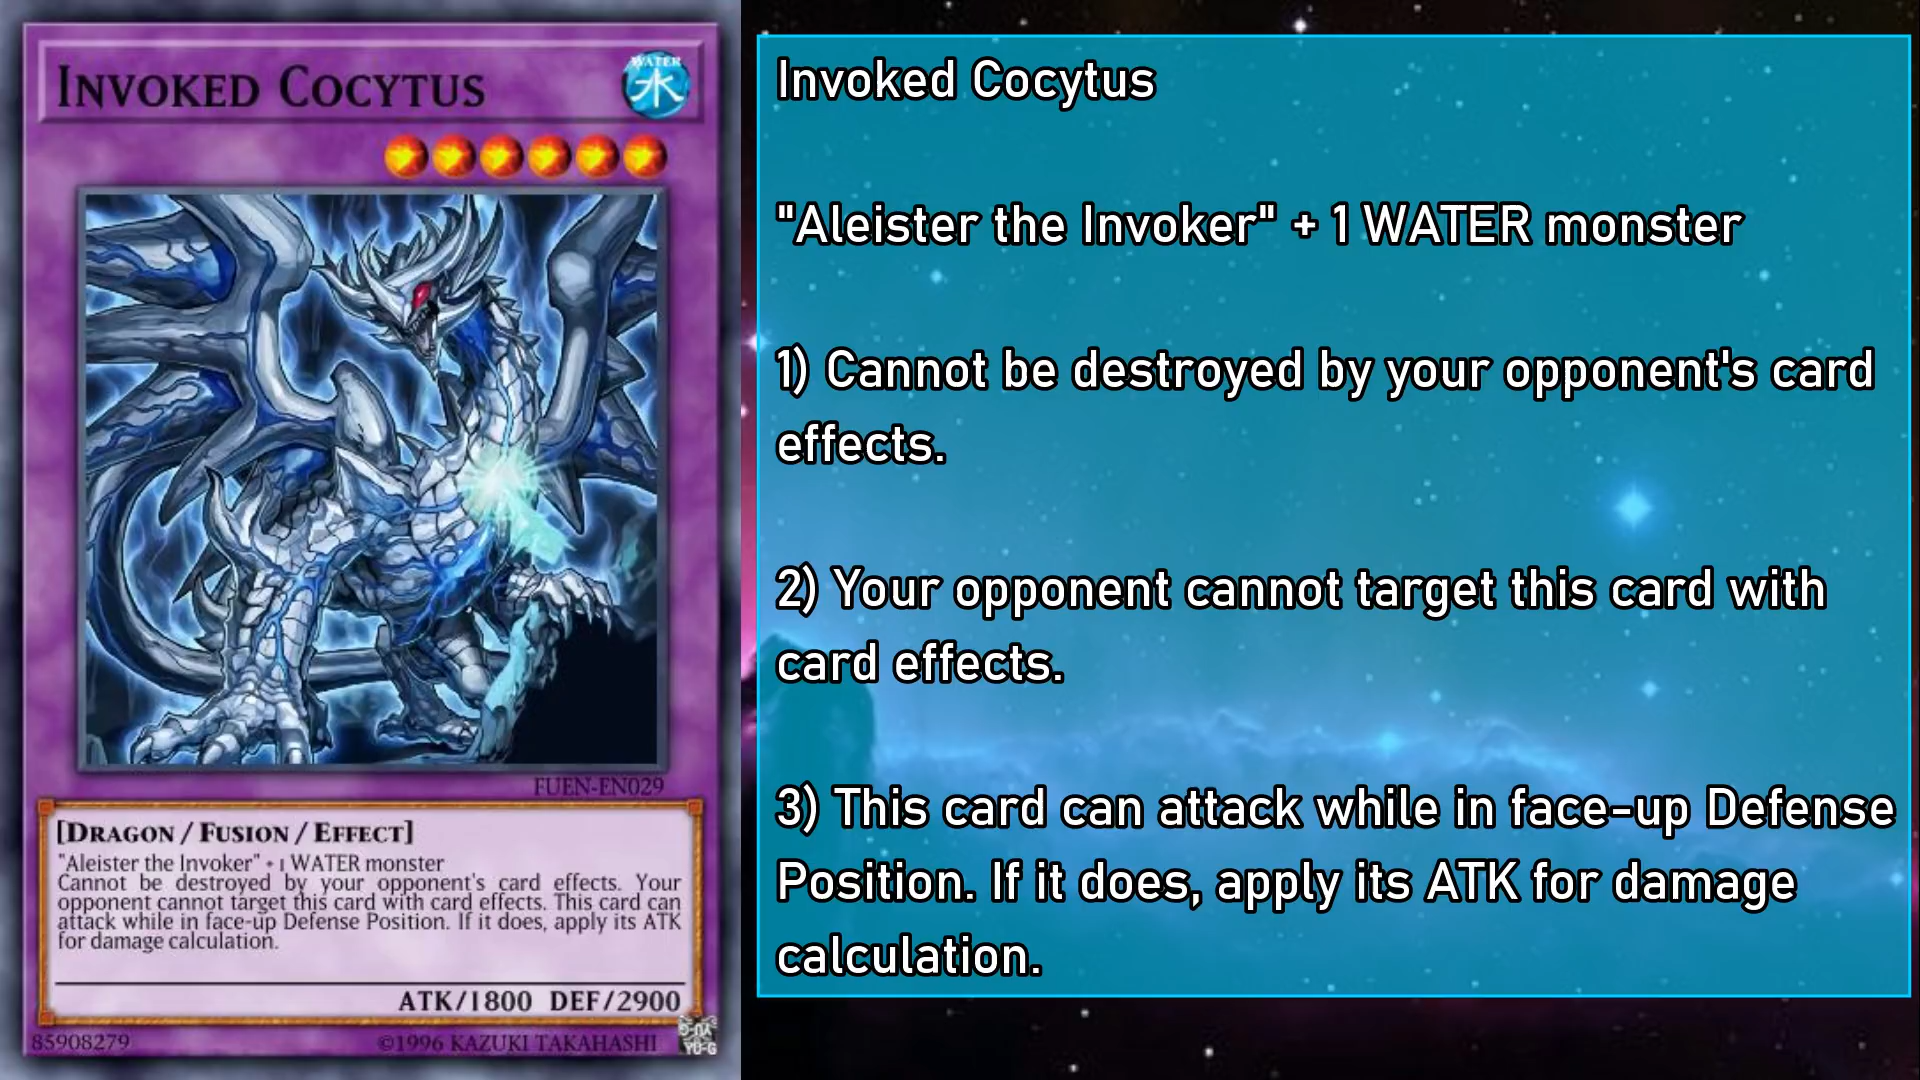 INVOKED COCYTUS
WATER
水
FUEN-EN029
[DRAGON / FUSION / EFFECT]
"Aleister the Invoker" + 1 WATER monster
Cannot be destroyed by your opponent's card effects. Your
opponent cannot target this card with card effects. This card can
attack while in face-up Defense Position. If it does, apply its ATK
for damage calculation.
ATK/1800 DEF/2900
85908279
©1996 KAZUKI TAKAHASHI
Invoked Cocytus
"Aleister the Invoker" + 1 WATER monster
1) Cannot be destroyed by your opponent's card
effects.
2) Your opponent cannot target this card with
card effects.
3) This card can attack while in face-up Defense
Position. If it does, apply its ATK for damage
calculation.